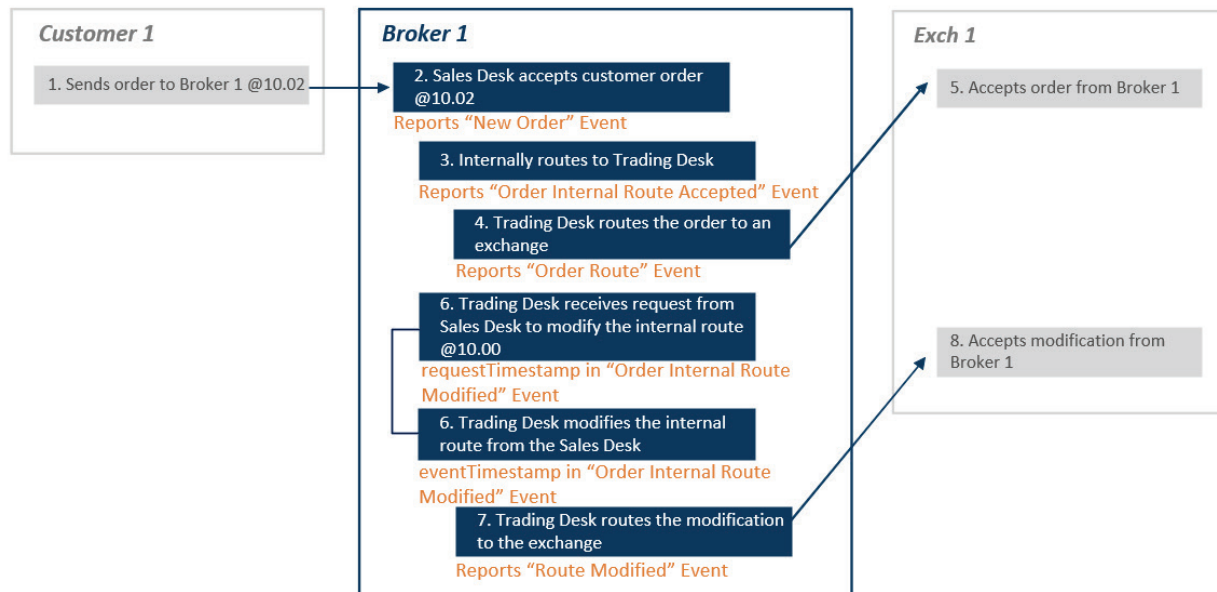 Customer 1
1. Sends order to Broker 1 @10.02
Broker 1
2. Sales Desk accepts customer order
@10.02
Reports “New Order” Event
3. Internally routes to Trading Desk
Reports “Order Internal Route Accepted” Event
4. Trading Desk routes the order to an
exchange
Reports “Order Route” Event
6. Trading Desk receives request from
Sales Desk to modify the internal route
@10.00
requestTimestamp in “Order Internal Route
Modified” Event
6. Trading Desk modifies the internal
route from the Sales Desk
eventTimestamp in “Order Internal Route
Modified” Event
7. Trading Desk routes the modification
to the exchange
Reports “Route Modified” Event
Exch 1
5. Accepts order from Broker 1
8. Accepts modification from
Broker 1